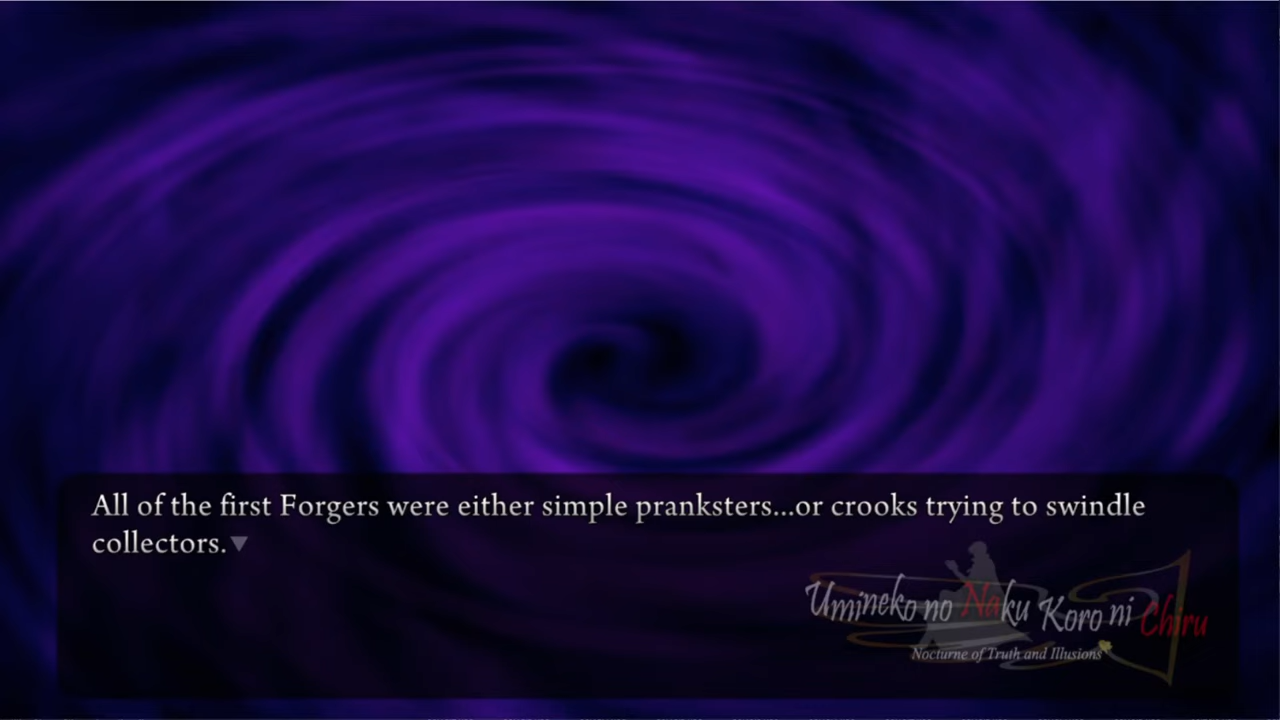 All of the first Forgers were either simple pranksters...or crooks trying to swindle
collectors.
Umineko no Naku Koro ni Chiru
Nocturne of Truth and Illusions